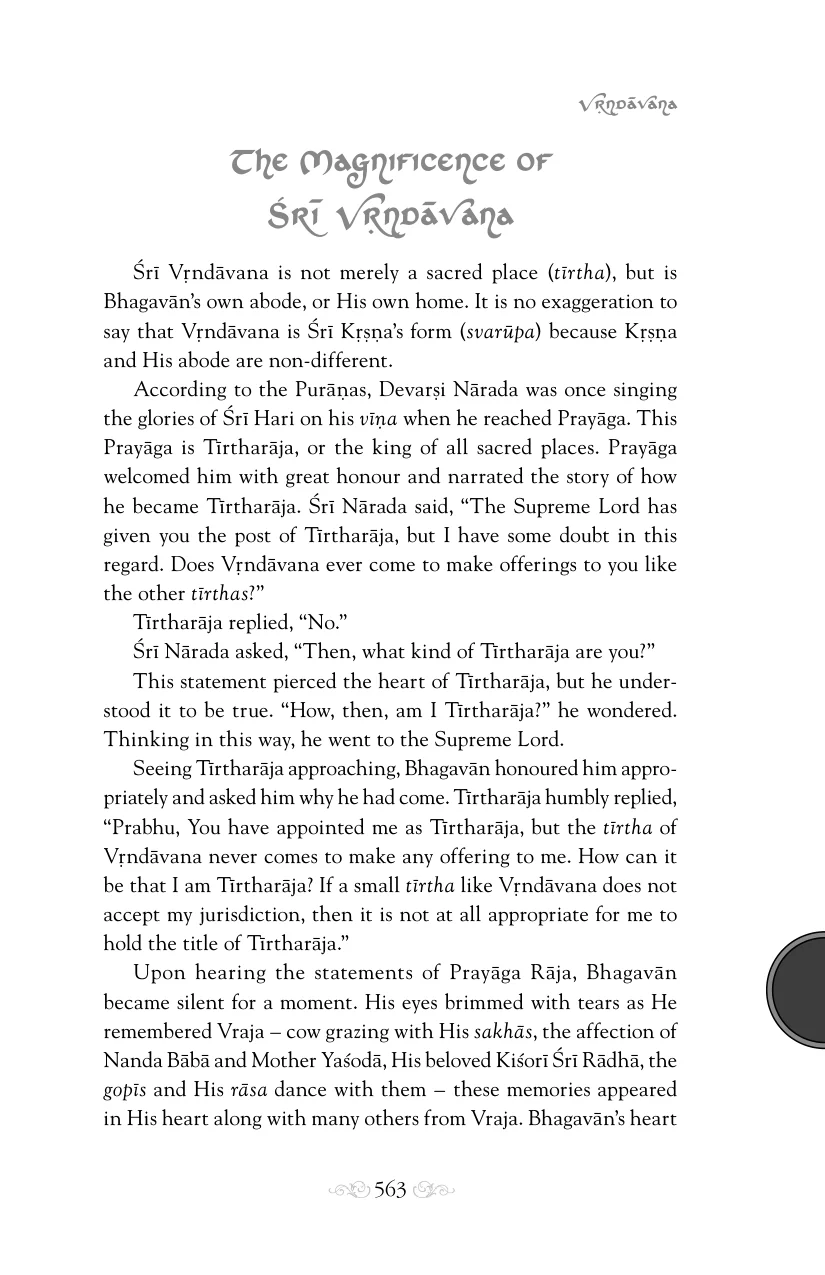 Vṛndāvana
The Magnificence of
Śrī Vṛndāvana
Śrī Vṛndāvana is not merely a sacred place (tīrtha), but is
Bhagavān’s own abode, or His own home. It is no exaggeration to
say that Vṛndāvana is Śrī Kṛṣṇa’s form (svarūpa) because Kṛṣṇa
and His abode are non-different.
According to the Purāṇas, Devarṣi Nārada was once singing
the glories of Śrī Hari on his vīṇa when he reached Prayāga. This
Prayāga is Tīrtharāja, or the king of all sacred places. Prayāga
welcomed him with great honour and narrated the story of how
he became Tīrtharāja. Śrī Nārada said, “The Supreme Lord has
given you the post of Tīrtharāja, but I have some doubt in this
regard. Does Vṛndāvana ever come to make offerings to you like
the other tīrthas?”
Tīrtharāja replied, “No.”
Śrī Nārada asked, “Then, what kind of Tīrtharāja are you?”
This statement pierced the heart of Tīrtharāja, but he under-
stood it to be true. “How, then, am I Tīrtharāja?” he wondered.
Thinking in this way, he went to the Supreme Lord.
Seeing Tīrtharāja approaching, Bhagavān honoured him appro-
priately and asked him why he had come. Tīrtharāja humbly replied,
“Prabhu, You have appointed me as Tīrtharāja, but the tīrtha of
Vṛndāvana never comes to make any offering to me. How can it
be that I am Tīrtharāja? If a small tīrtha like Vṛndāvana does not
accept my jurisdiction, then it is not at all appropriate for me to
hold the title of Tīrtharāja.”
Upon hearing the statements of Prayāga Rāja, Bhagavān
became silent for a moment. His eyes brimmed with tears as He
remembered Vraja – cow grazing with His sakhās, the affection of
Nanda Bābā and Mother Yaśodā, His beloved Kiśorī Śrī Rādhā, the
gopīs and His rāsa dance with them – these memories appeared
in His heart along with many others from Vraja. Bhagavān’s heart
563